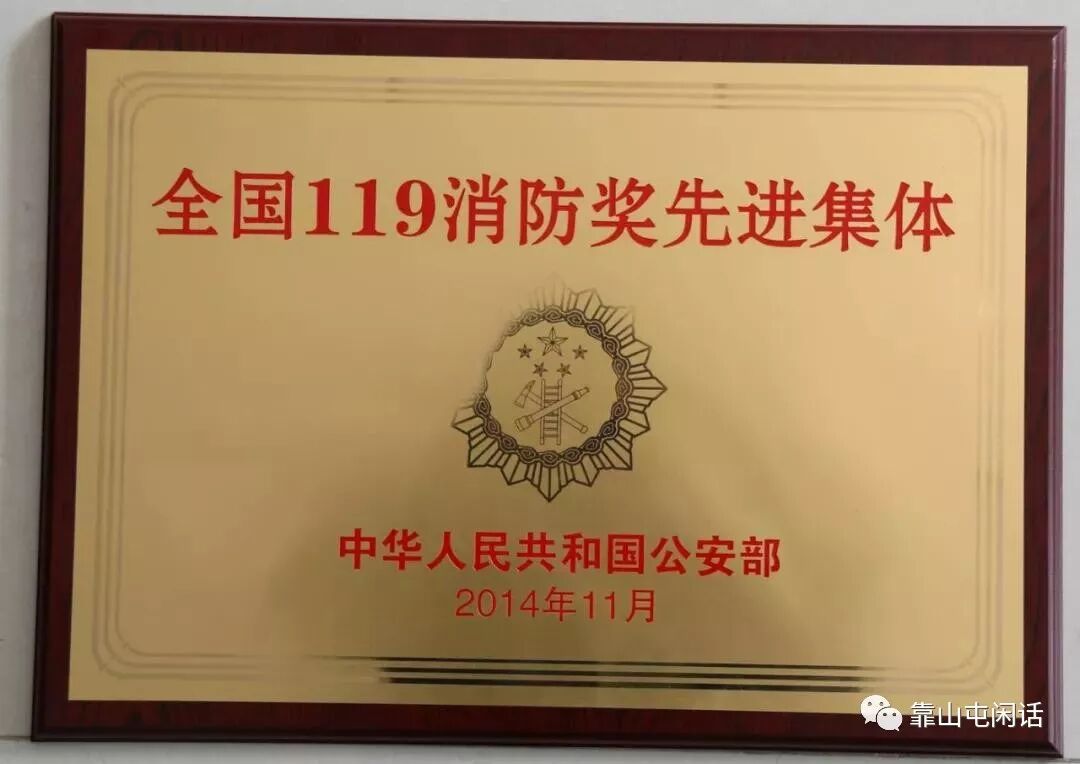 全国119消防奖先进集体
中华人民共和国公安部
2014年11月
靠山屯闲话